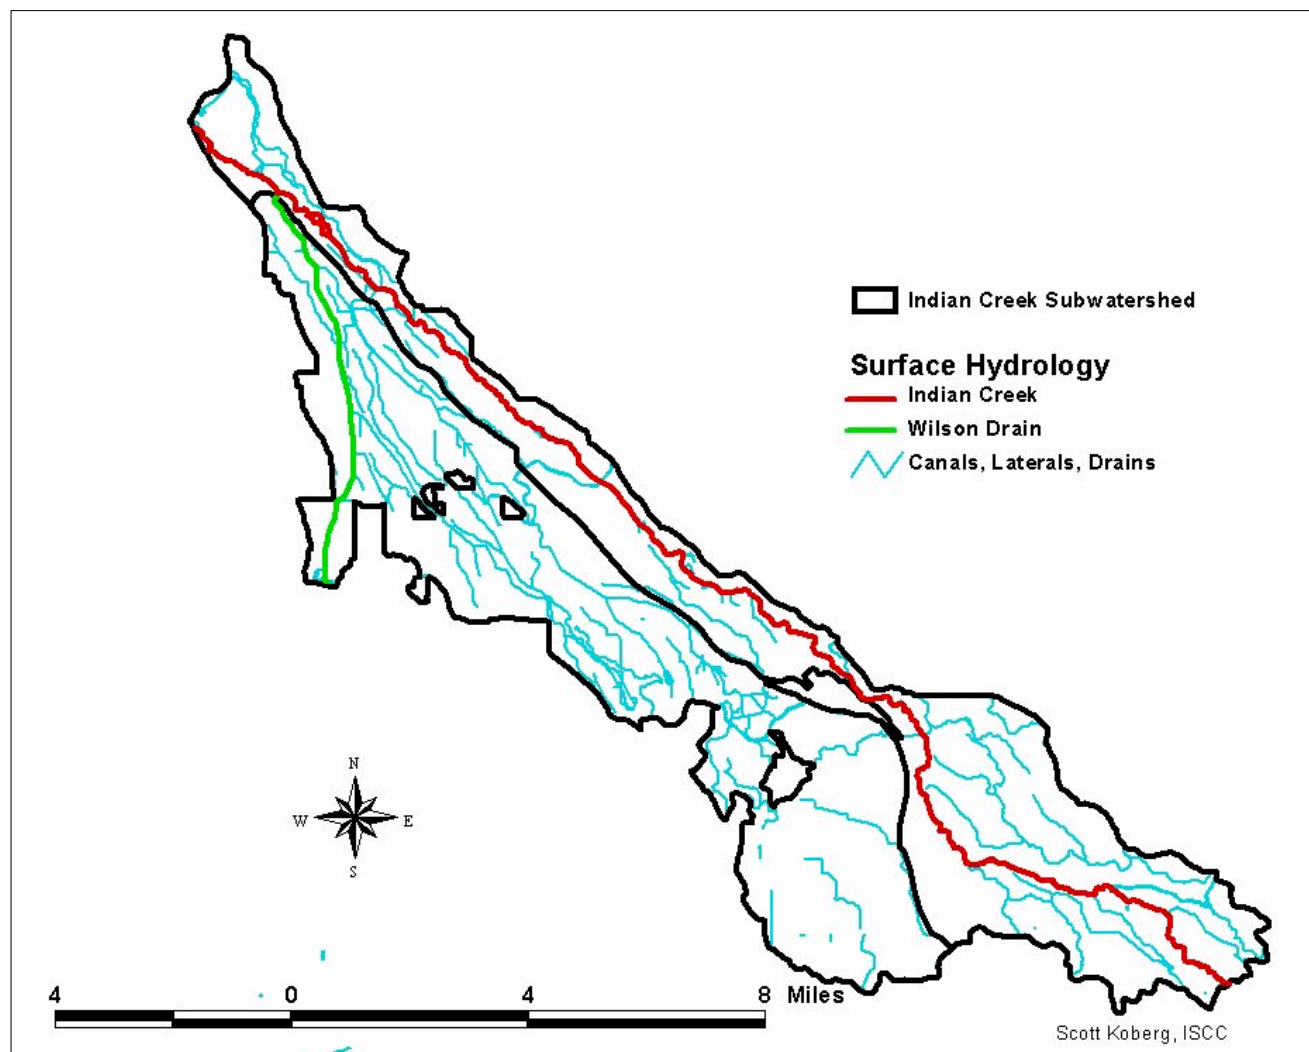 Indian Creek Subwatershed
Surface Hydrology
Indian Creek
Wilson Drain
Canals, Laterals, Drains
N
W E
S
4 0 4 8 Miles
Scott Koberg, ISCC